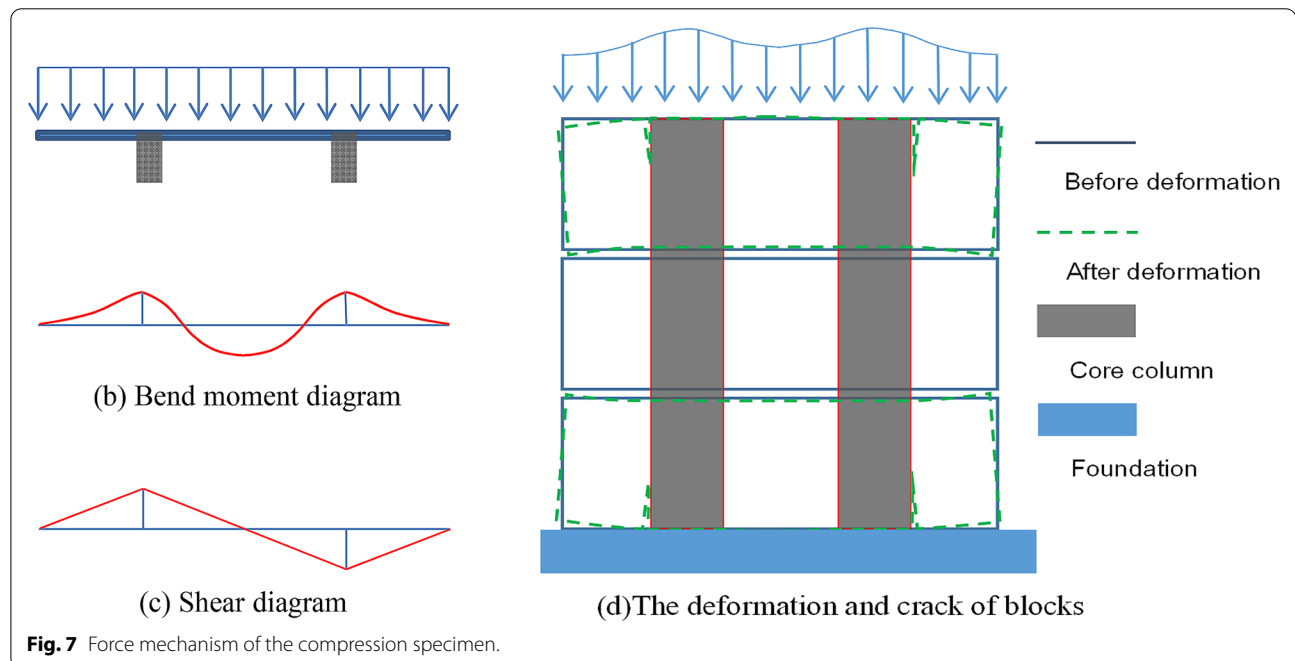 (b) Bend moment diagram
(c) Shear diagram
Before deformation
After deformation
Core column
Foundation
(d)The deformation and crack of blocks
Fig. 7 Force mechanism of the compression specimen.